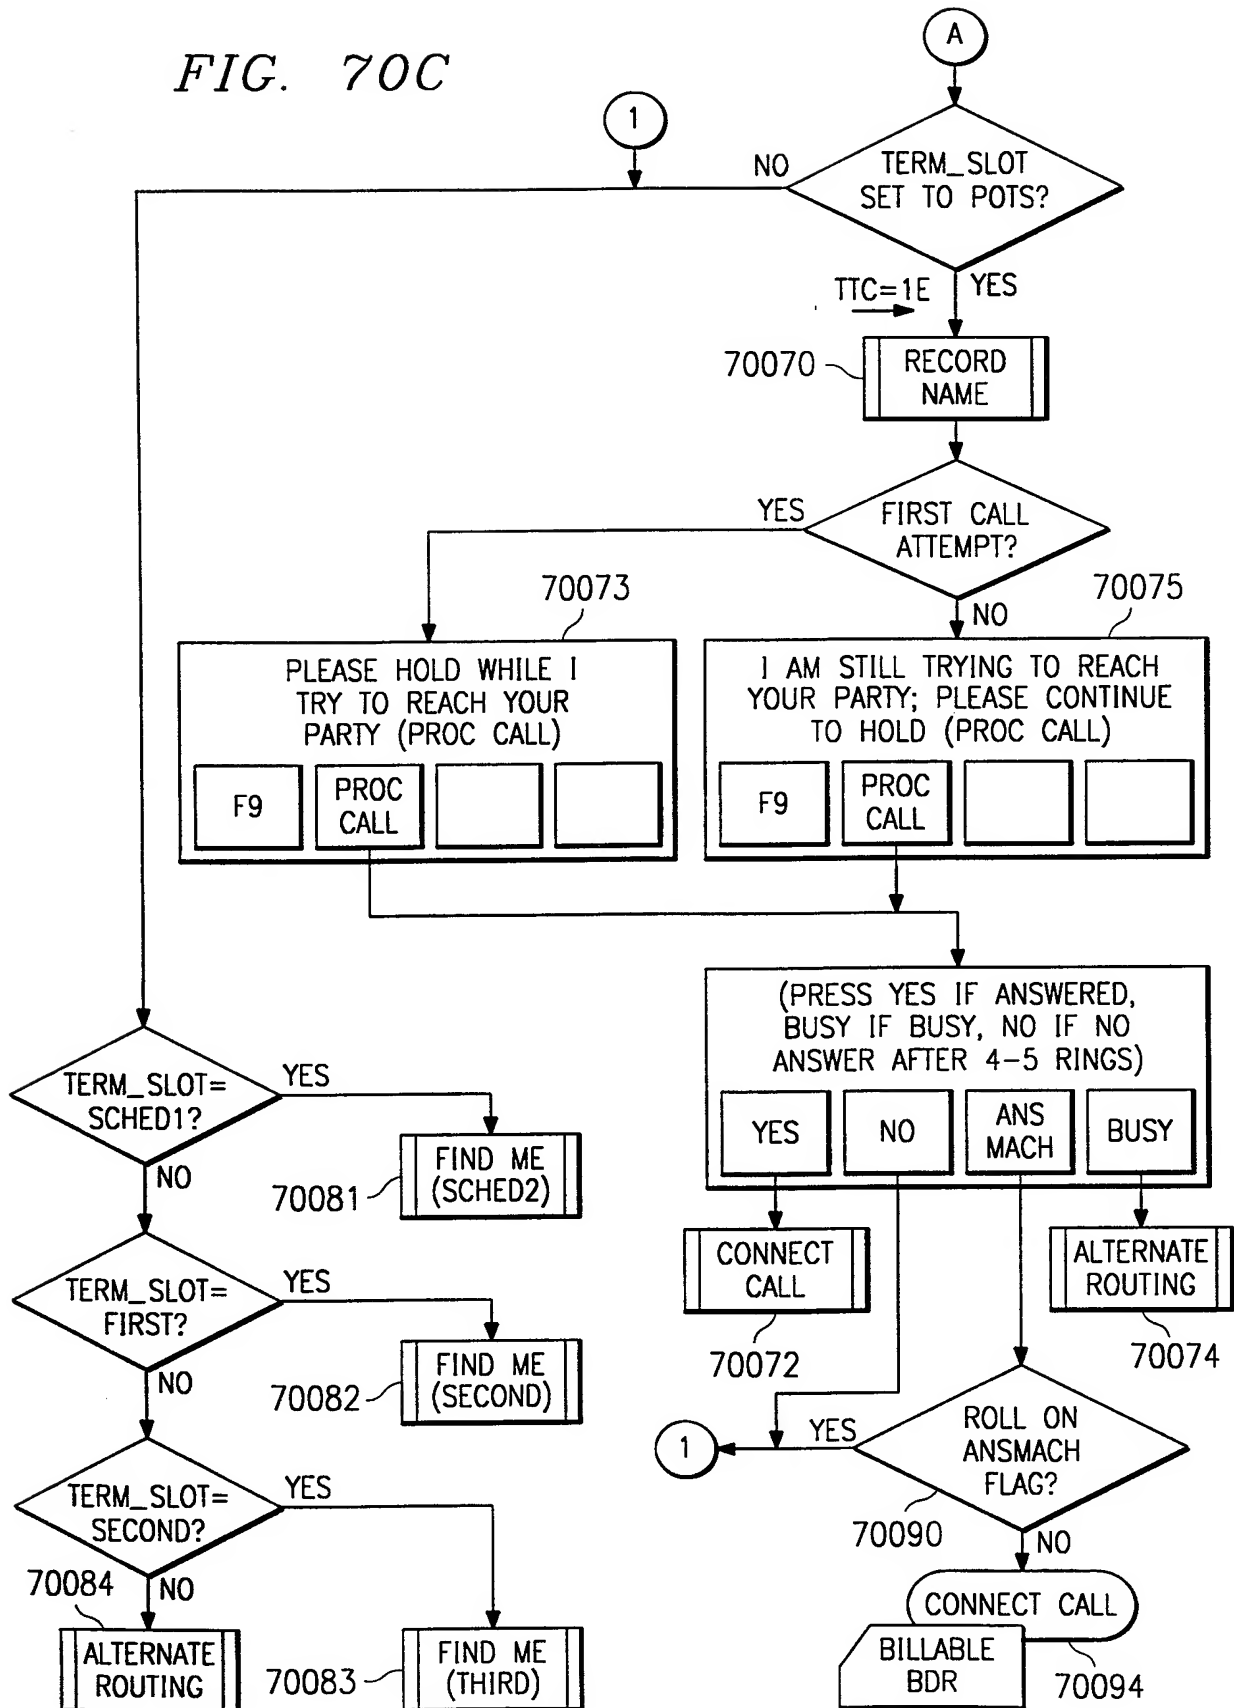 FIG. 70C
A
1
NO
TERM_SLOT
SET TO POTS?
TTC=1E
YES
70070
RECORD
NAME
YES
FIRST CALL
ATTEMPT?
NO
70073
70075
PLEASE HOLD WHILE I
TRY TO REACH YOUR
PARTY (PROC CALL)
F9
PROC
CALL
I AM STILL TRYING TO REACH
YOUR PARTY; PLEASE CONTINUE
TO HOLD (PROC CALL)
F9
PROC
CALL
(PRESS YES IF ANSWERED,
BUSY IF BUSY, NO IF NO
ANSWER AFTER 4-5 RINGS)
YES
NO
ANS
MACH
BUSY
TERM_SLOT=
SCHED1?
YES
NO
70081
FIND ME
(SCHED2)
CONNECT
CALL
70072
ALTERNATE
ROUTING
70074
TERM_SLOT=
FIRST?
YES
NO
70082
FIND ME
(SECOND)
1
YES
ROLL ON
ANSMACH
FLAG?
70090
NO
TERM_SLOT=
SECOND?
YES
NO
70084
ALTERNATE
ROUTING
70083
FIND ME
(THIRD)
CONNECT CALL
BILLABLE
BDR
70094